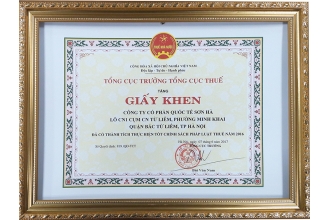 CỘNG HÒA XÃ HỘI CHỦ NGHĨA VIỆT NAM
Độc lập - Tự do - Hạnh phúc
TỔNG CỤC TRƯỞNG TỔNG CỤC THUẾ
TẶNG
GIẤY KHEN
CÔNG TY CỔ PHẦN QUỐC TẾ SƠN HÀ
LÔ CN1 CỤM CN TỪ LIÊM, PHƯỜNG MINH KHAI
QUẬN BẮC TỪ LIÊM, TP HÀ NỘI
ĐÃ CÓ THÀNH TÍCH THỰC HIỆN TỐT CHÍNH SÁCH PHÁP LUẬT THUẾ NĂM 2016
Bùi Văn Nam